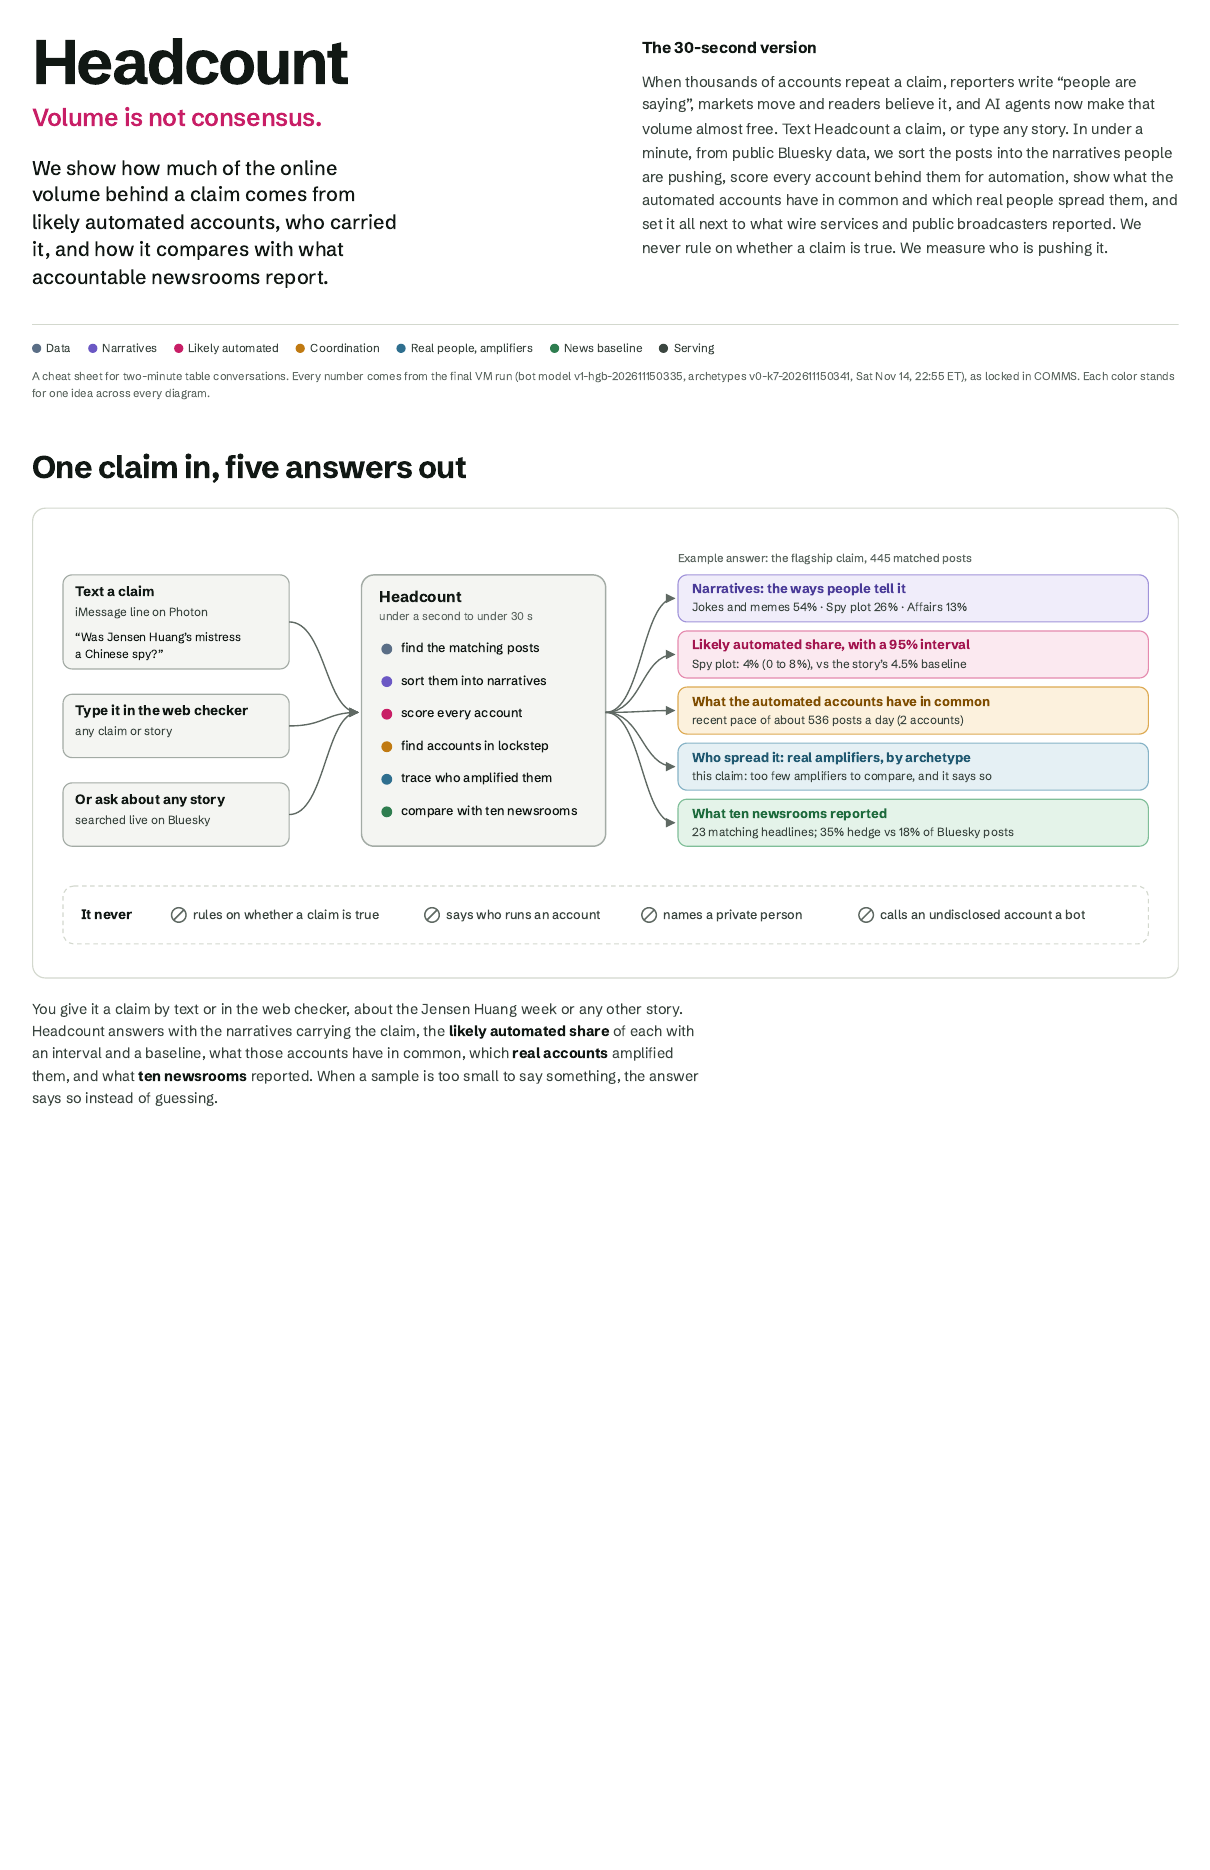 Headcount
Volume is not consensus.
We show how much of the online
volume behind a claim comes from
likely automated accounts, who carried
it, and how it compares with what
accountable newsrooms report.
The 30-second version
When thousands of accounts repeat a claim, reporters write “people are
saying”, markets move and readers believe it, and AI agents now make that
volume almost free. Text Headcount a claim, or type any story. In under a
minute, from public Bluesky data, we sort the posts into the narratives people
are pushing, score every account behind them for automation, show what the
automated accounts have in common and which real people spread them, and
set it all next to what wire services and public broadcasters reported. We
never rule on whether a claim is true. We measure who is pushing it.
Data Narratives Likely automated Coordination Real people, amplifiers News baseline Serving
A cheat sheet for two-minute table conversations. Every number comes from the final VM run (bot model v1-hgb-202611150335, archetypes v0-k7-202611150341, Sat Nov 14, 22:55 ET), as locked in COMMS. Each color stands
for one idea across every diagram.
One claim in, five answers out
Text a claim
iMessage line on Photon
“Was Jensen Huang’s mistress
a Chinese spy?”
Type it in the web checker
any claim or story
Or ask about any story
searched live on Bluesky
Headcount
under a second to under 30 s
find the matching posts
sort them into narratives
score every account
find accounts in lockstep
trace who amplified them
compare with ten newsrooms
Example answer: the flagship claim, 445 matched posts
Narratives: the ways people tell it
Jokes and memes 54% · Spy plot 26% · Affairs 13%
Likely automated share, with a 95% interval
Spy plot: 4% (0 to 8%), vs the story’s 4.5% baseline
What the automated accounts have in common
recent pace of about 536 posts a day (2 accounts)
Who spread it: real amplifiers, by archetype
this claim: too few amplifiers to compare, and it says so
What ten newsrooms reported
23 matching headlines; 35% hedge vs 18% of Bluesky posts
It never rules on whether a claim is true says who runs an account names a private person calls an undisclosed account a bot
You give it a claim by text or in the web checker, about the Jensen Huang week or any other story.
Headcount answers with the narratives carrying the claim, the likely automated share of each with
an interval and a baseline, what those accounts have in common, which real accounts amplified
them, and what ten newsrooms reported. When a sample is too small to say something, the answer
says so instead of guessing.